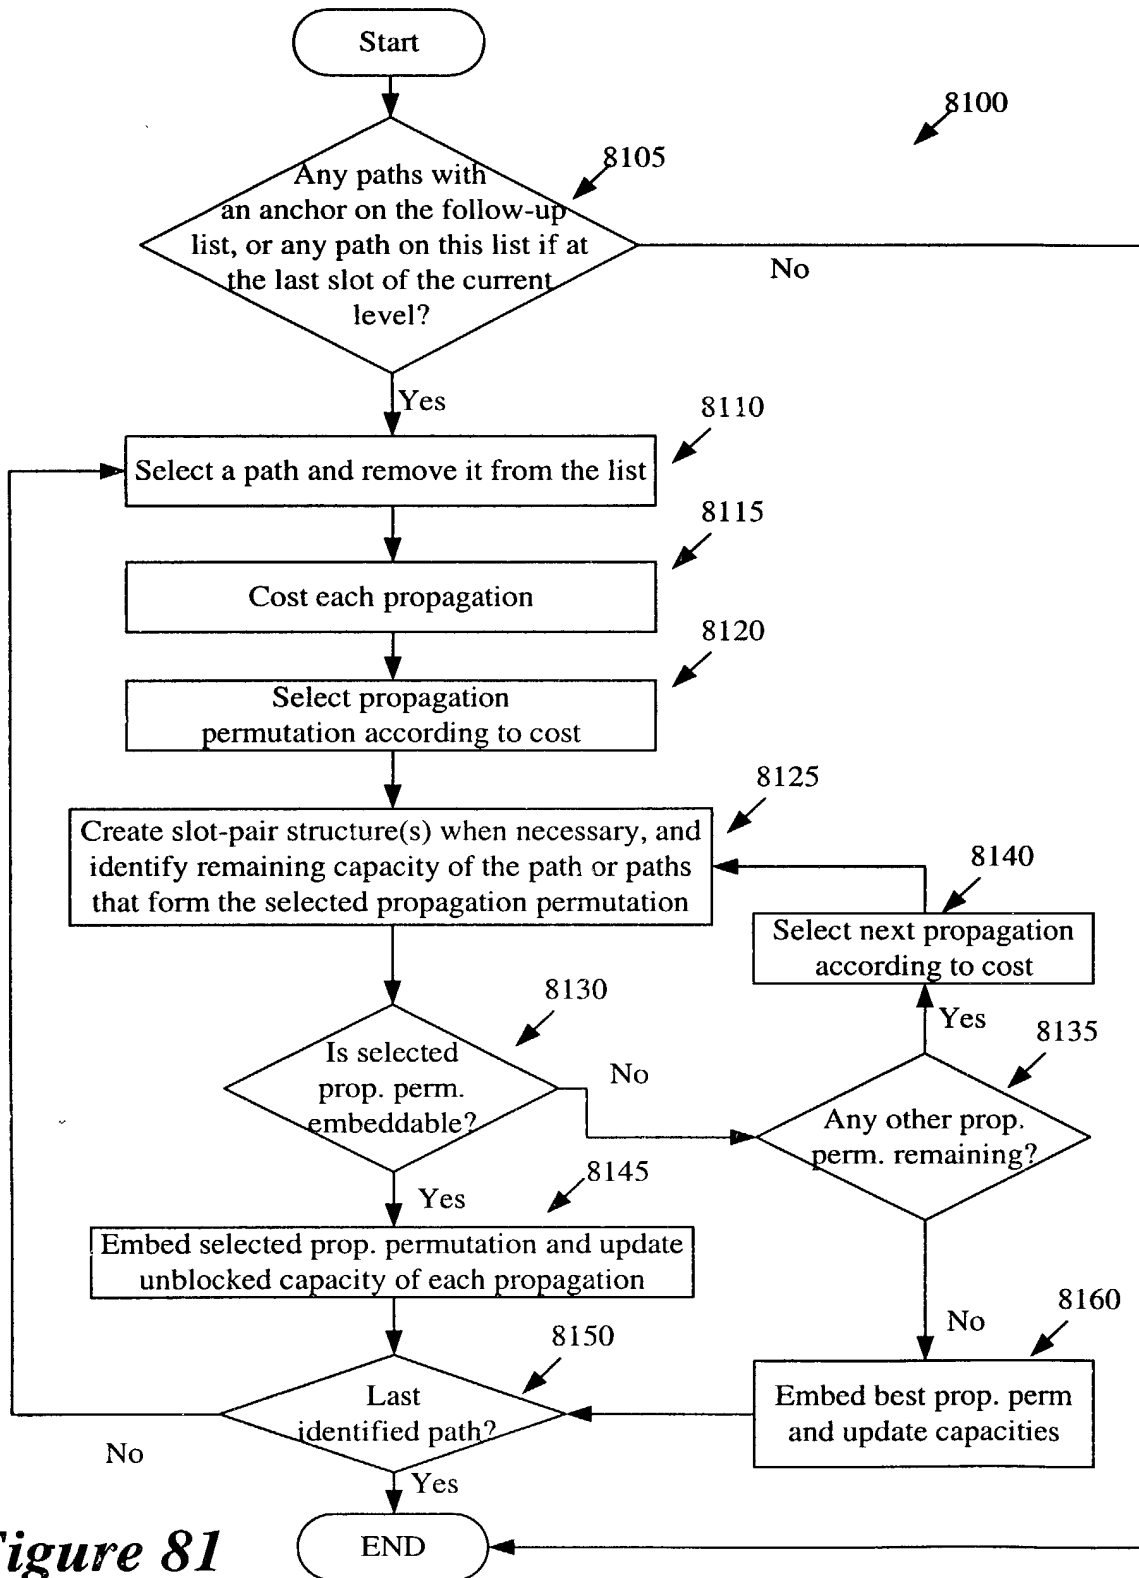 Start
8100
8105
Any paths with
an anchor on the follow-up
list, or any path on this list if at
the last slot of the current
level?
No
Yes
8110
Select a path and remove it from the list
8115
Cost each propagation
8120
Select propagation
permutation according to cost
8125
Create slot-pair structure(s) when necessary, and
identify remaining capacity of the path or paths
that form the selected propagation permutation
8140
Select next propagation
according to cost
8130
Is selected
prop. perm.
embeddable?
No
Yes
8135
Any other prop.
perm. remaining?
Yes
8145
Embed selected prop. permutation and update
unblocked capacity of each propagation
No
8160
Embed best prop. perm
and update capacities
8150
Last
identified path?
No
Yes
END
Figure 81